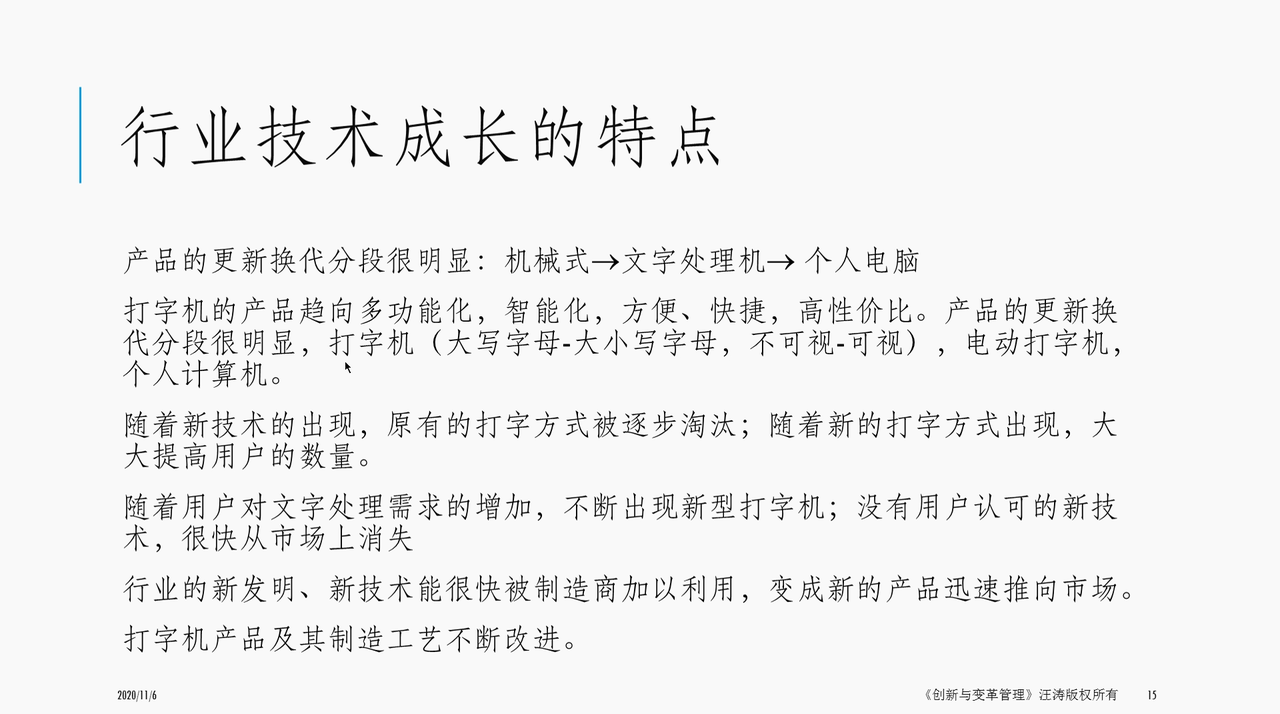 行业技术成长的特点
产品的更新换代分段很明显：机械式→文字处理机→ 个人电脑
打字机的产品趋向多功能化，智能化，方便、快捷，高性价比。产品的更新换
代分段很明显，打字机（大写字母-大小写字母，不可视-可视），电动打字机，
个人计算机。
随着新技术的出现，原有的打字方式被逐步淘汰；随着新的打字方式出现，大
大提高用户的数量。
随着用户对文字处理需求的增加，不断出现新型打字机；没有用户认可的新技
术，很快从市场上消失
行业的新发明、新技术能很快被制造商加以利用，变成新的产品迅速推向市场。
打字机产品及其制造工艺不断改进。
2020/11/6
《创新与变革管理》汪涛版权所有
15